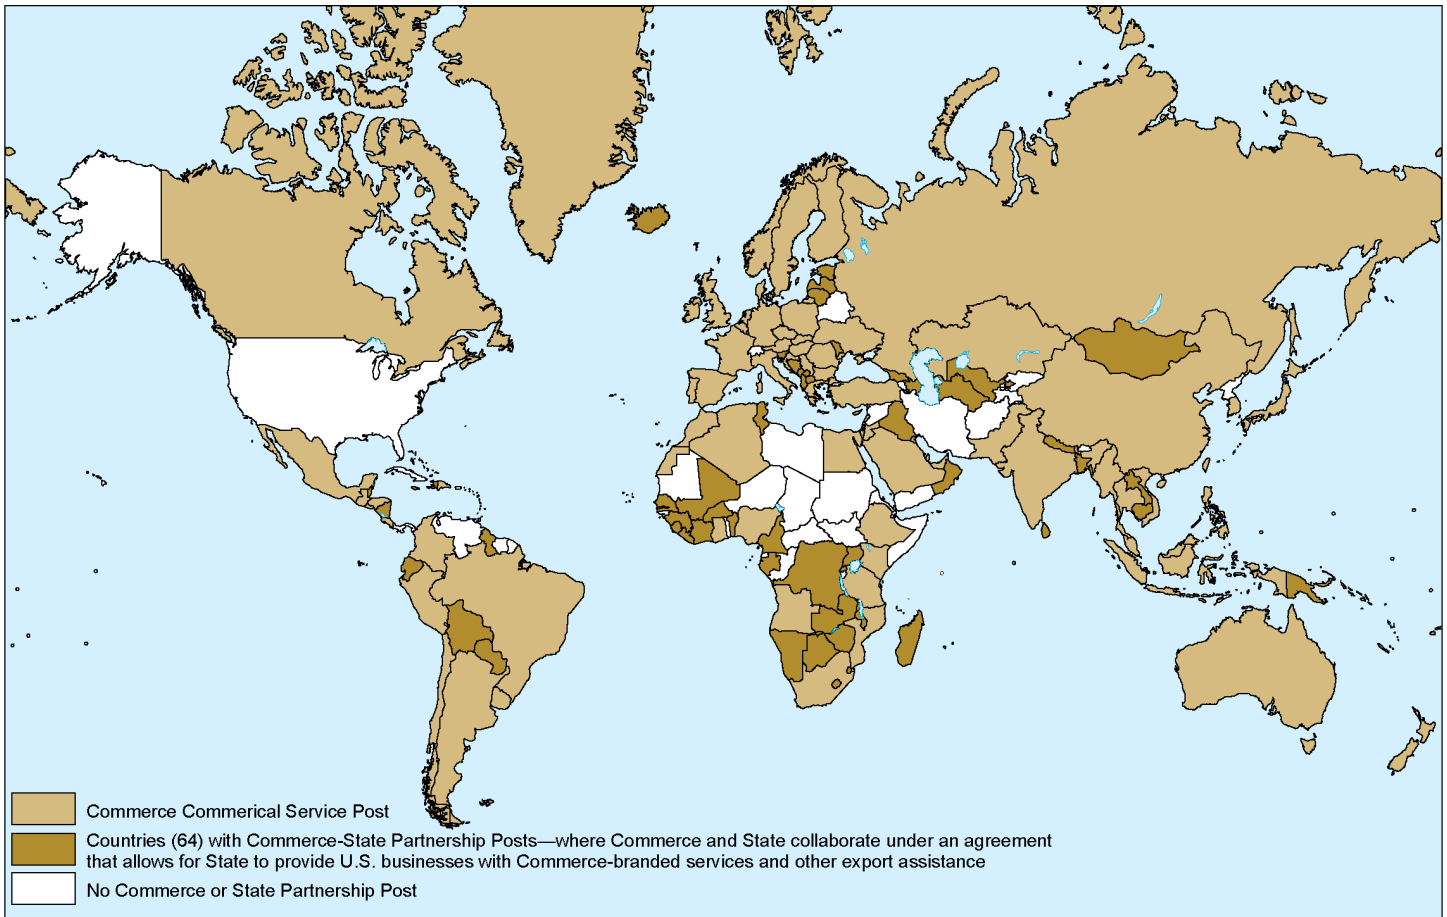 Commerce Commerical Service Post
Countries (64) with Commerce-State Partnership Posts—where Commerce and State collaborate under an agreement
that allows for State to provide U.S. businesses with Commerce-branded services and other export assistance
No Commerce or State Partnership Post